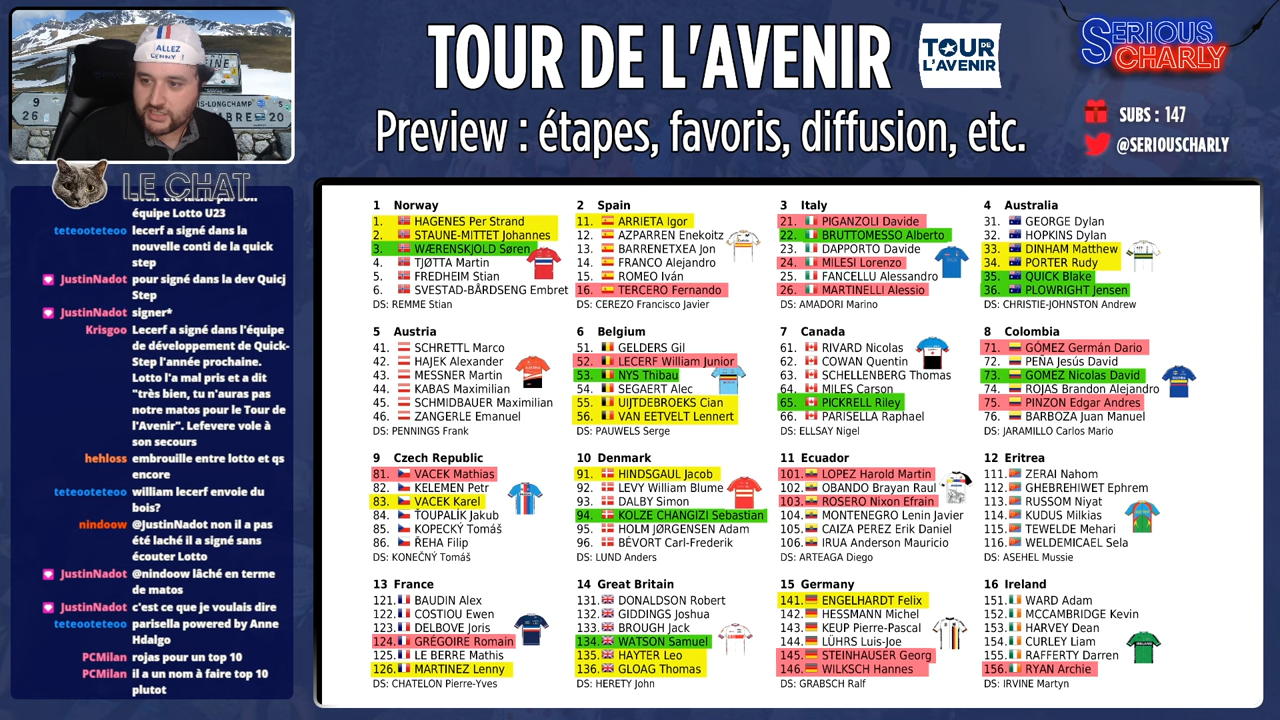 TOUR DE L'AVENIR
TOUR DE
L'AVENIR
SERIOUS
CHARLY
Preview : étapes, favoris, diffusion, etc.
SUBS : 147
@SERIOUSCHARLY
ALLEZ
LENNY !
9
26
IS-LONGCHAMP
5
ABRE 20
LE CHAT
équipe Lotto U23
teteooteteoo lecerf a signé dans la
nouvelle conti de la quick
step
JustinNadot pour signé dans la dev Quicj
Step
JustinNadot signer*
Krisgoo Lecerf a signé dans l'équipe
de développement de Quick-
Step l'année prochaine.
Lotto l'a mal pris et a dit
"très bien, tu n'auras pas
notre matos pour le Tour de
l'Avenir". Lefevere vole à
son secours
hehloss embrouille entre lotto et qs
encore
teteooteteoo william lecerf envoie du
bois?
nindoow @JustinNadot non il a pas
été laché il a signé sans
écouter Lotto
JustinNadot @nindoow lâché en terme
de matos
JustinNadot c'est ce que je voulais dire
teteooteteoo parisella powered by Anne
Hdalgo
PCMilan rojas pour un top 10
PCMilan il a un nom à faire top 10
plutot
1 Norway
1. HAGENES Per Strand
2. STAUNE-MITTET Johannes
3. WÆRENSKJOLD Søren
4. TJØTTA Martin
5. FREDHEIM Stian
6. SVESTAD-BÅRDSENG Embret
DS: REMME Stian
2 Spain
11. ARRIETA Igor
12. AZPARREN Enekoitz
13. BARRENETXEA Jon
14. FRANCO Alejandro
15. ROMEO Iván
16. TERCERO Fernando
DS: CEREZO Francisco Javier
3 Italy
21. PIGANZOLI Davide
22. BRUTTOMESSO Alberto
23. DAPPORTO Davide
24. MILESI Lorenzo
25. FANCELLU Alessandro
26. MARTINELLI Alessio
DS: AMADORI Marino
4 Australia
31. GEORGE Dylan
32. HOPKINS Dylan
33. DINHAM Matthew
34. PORTER Rudy
35. QUICK Blake
36. PLOWRIGHT Jensen
DS: CHRISTIE-JOHNSTON Andrew
5 Austria
41. SCHRETTL Marco
42. HAJEK Alexander
43. MESSNER Martin
44. KABAS Maximilian
45. SCHMIDBAUER Maximilian
46. ZANGERLE Emanuel
DS: PENNINGS Frank
6 Belgium
51. GELDERS Gil
52. LECERF William Junior
53. NYS Thibau
54. SEGAERT Alec
55. UIJTDEBROEKS Cian
56. VAN EETVELT Lennert
DS: PAUWELS Serge
7 Canada
61. RIVARD Nicolas
62. COWAN Quentin
63. SCHELLENBERG Thomas
64. MILES Carson
65. PICKRELL Riley
66. PARISELLA Raphael
DS: ELLSAY Nigel
8 Colombia
71. GÓMEZ Germán Dario
72. PEÑA Jesús David
73. GÓMEZ Nicolas David
74. ROJAS Brandon Alejandro
75. PINZON Edgar Andres
76. BARBOZA Juan Manuel
DS: JARAMILLO Carlos Mario
9 Czech Republic
81. VACEK Mathias
82. KELEMEN Petr
83. VACEK Karel
84. ŤOUPALÍK Jakub
85. KOPECKÝ Tomáš
86. ŘEHA Filip
DS: KONEČNÝ Tomáš
10 Denmark
91. HINDSGAUL Jacob
92. LEVY William Blume
93. DALBY Simon
94. KOLZE CHANGIZI Sebastian
95. HOLM JØRGENSEN Adam
96. BÉVORT Carl-Frederik
DS: LUND Anders
11 Ecuador
101. LOPEZ Harold Martin
102. OBANDO Brayan Raul
103. ROSERO Nixon Efrain
104. MONTENEGRO Lenin Javier
105. CAIZA PEREZ Erik Daniel
106. IRUA Anderson Mauricio
DS: ARTEAGA Diego
12 Eritrea
111. ZERAI Nahom
112. GHEBREHIWET Ephrem
113. RUSSOM Niyat
114. KUDUS Milkias
115. TEWELDE Mehari
116. WELDEMICAEL Sela
DS: ASEHEL Mussie
13 France
121. BAUDIN Alex
122. COSTIOU Ewen
123. DELBOVE Joris
124. GRÉGOIRE Romain
125. LE BERRE Mathis
126. MARTINEZ Lenny
DS: CHATELON Pierre-Yves
14 Great Britain
131. DONALDSON Robert
132. GIDDINGS Joshua
133. BROUGH Jack
134. WATSON Samuel
135. HAYTER Leo
136. GLOAG Thomas
DS: HERETY John
15 Germany
141. ENGELHARDT Felix
142. HESSMANN Michel
143. KEUP Pierre-Pascal
144. LÜHRS Luis-Joe
145. STEINHAUSER Georg
146. WILKSCH Hannes
DS: GRABSCH Ralf
16 Ireland
151. WARD Adam
152. MCCAMBRIDGE Kevin
153. HARVEY Dean
154. CURLEY Liam
155. RAFFERTY Darren
156. RYAN Archie
DS: IRVINE Martyn